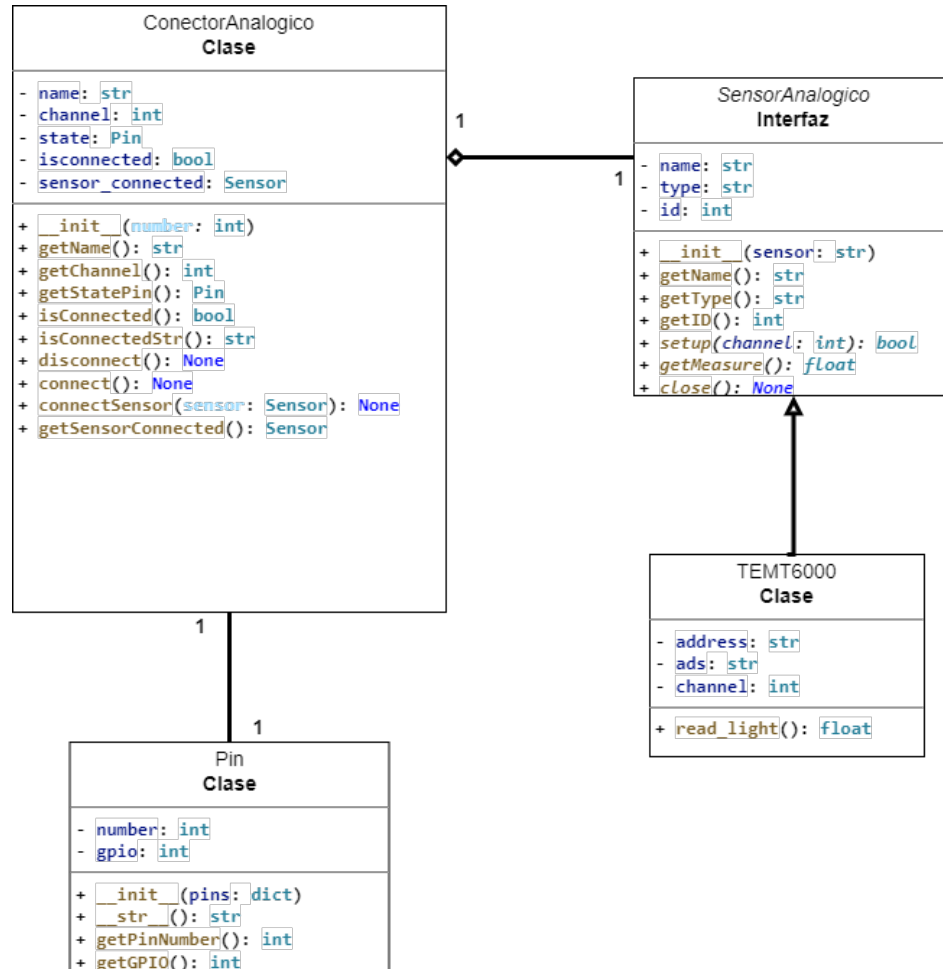 ConectorAnalogico
Clase
- name: str
- channel: int
- state: Pin
- isconnected: bool
- sensor_connected: Sensor
+ __init__(number: int)
+ getName(): str
+ getChannel(): int
+ getStatePin(): Pin
+ isConnected(): bool
+ isConnectedStr(): str
+ disconnect(): None
+ connect(): None
+ connectSensor(sensor: Sensor): None
+ getSensorConnected(): Sensor
1
1
SensorAnalogico
Interfaz
- name: str
- type: str
- id: int
+ __init__(sensor: str)
+ getName(): str
+ getType(): str
+ getID(): int
+ setup(channel: int): bool
+ getMeasure(): float
+ close(): None
TEMT6000
Clase
- address: str
- ads: str
- channel: int
+ read_light(): float
1
1
Pin
Clase
- number: int
- gpio: int
+ __init__(pins: dict)
+ __str__(): str
+ getPinNumber(): int
+ getGPIO(): int